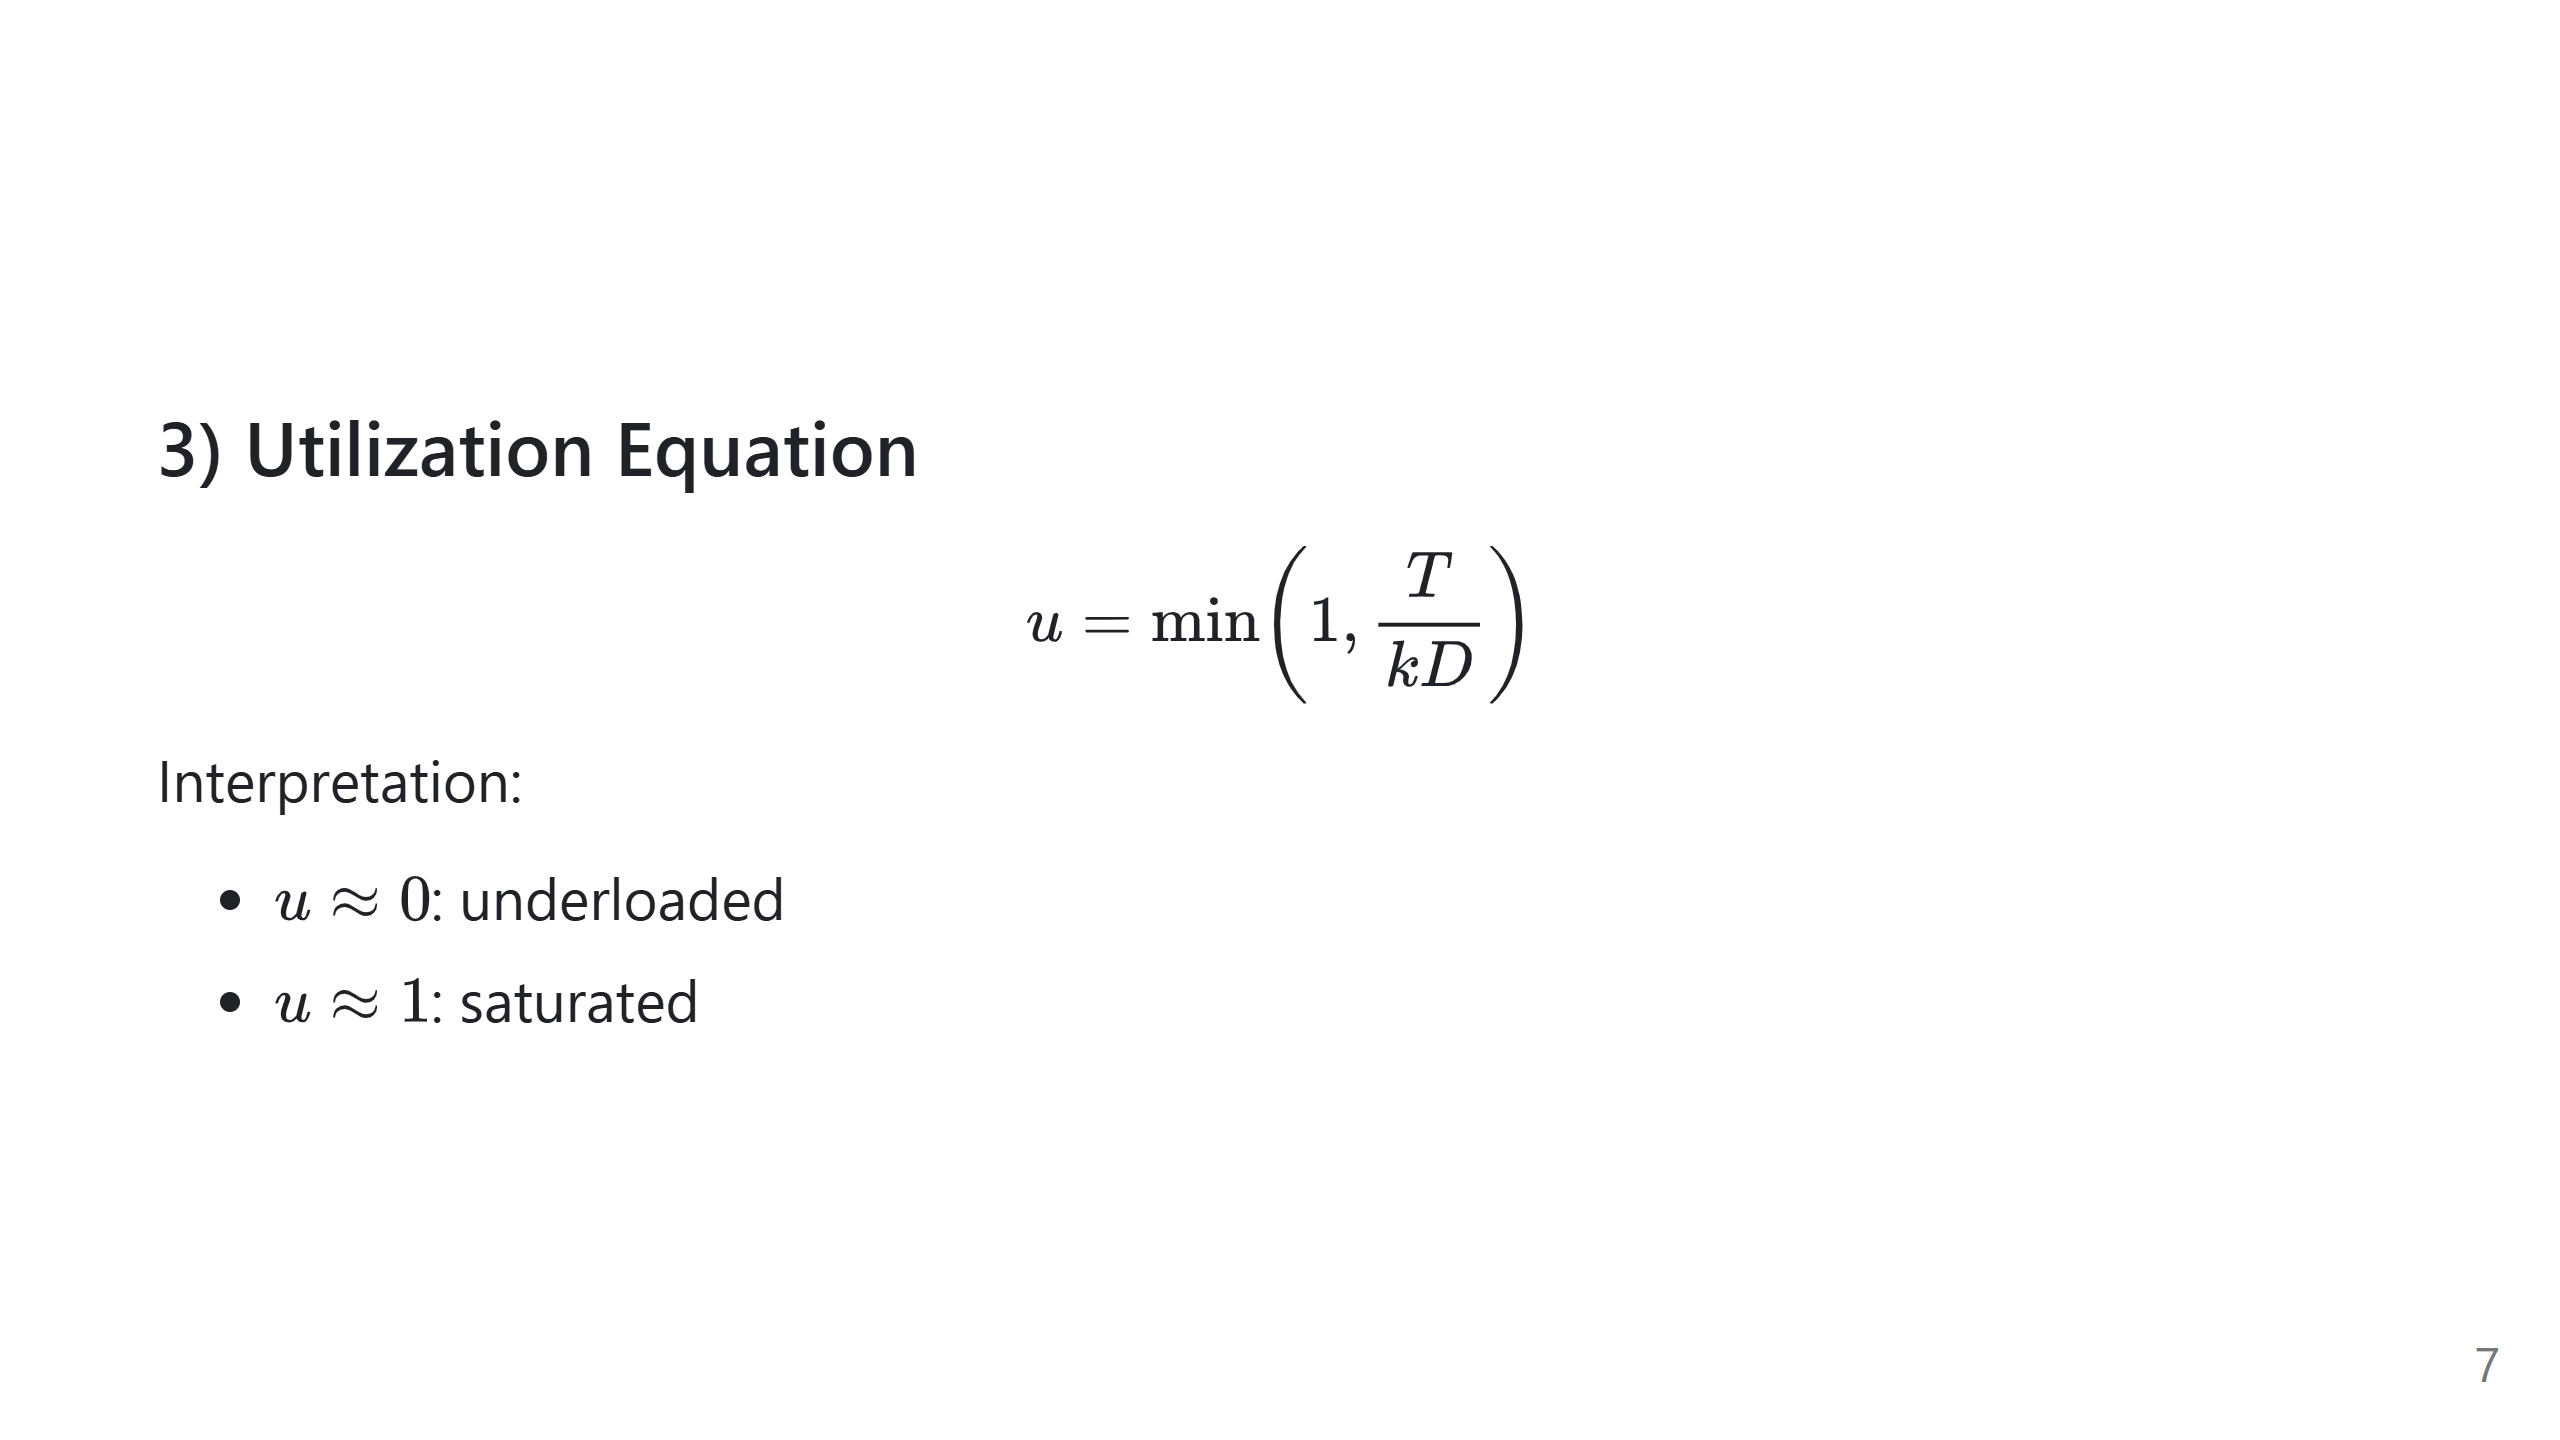 3) Utilization Equation
u = min(1, T/kD)
Interpretation:
• u ≈ 0: underloaded
• u ≈ 1: saturated
7